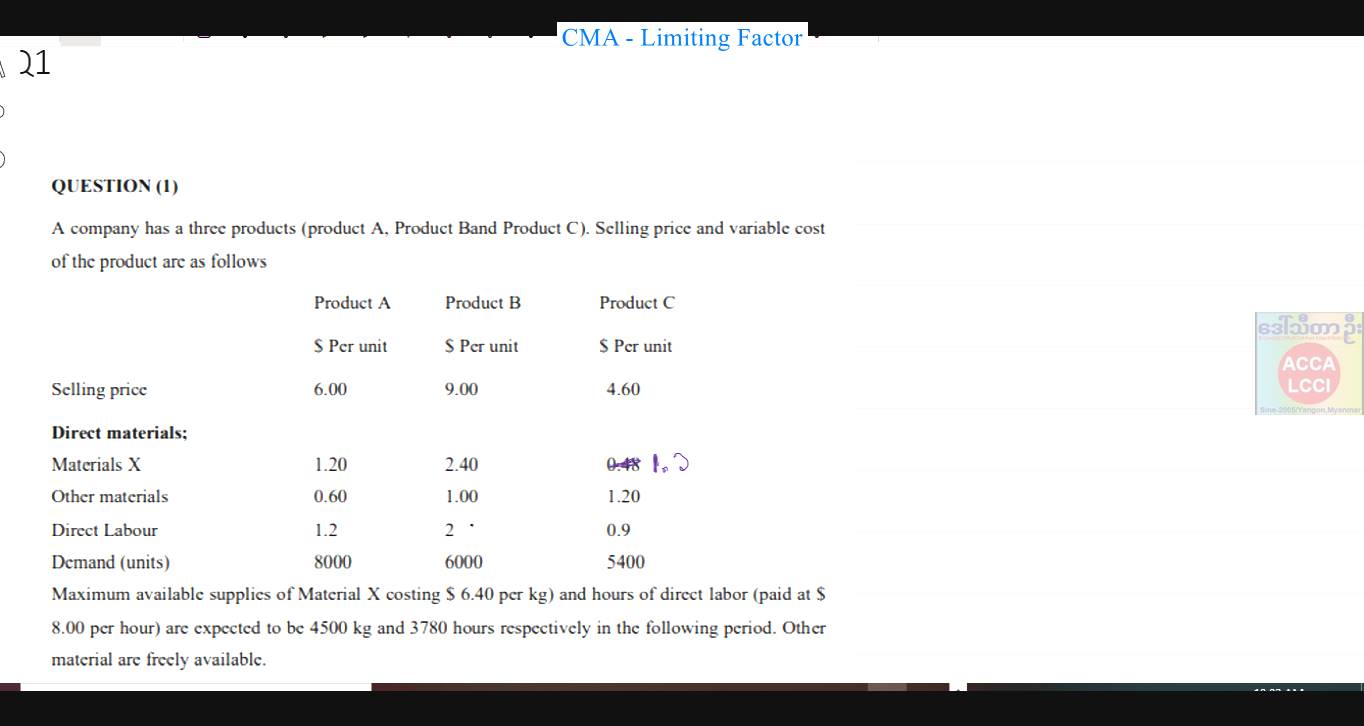 CMA - Limiting Factor
21
QUESTION (1)
A company has a three products (product A, Product Band Product C). Selling price and variable cost
of the product are as follows
Product A Product B Product C
$ Per unit $ Per unit $ Per unit
Selling price 6.00 9.00 4.60
Direct materials;
Materials X 1.20 2.40 0.48
Other materials 0.60 1.00 1.20
Direct Labour 1.2 2 0.9
Demand (units) 8000 6000 5400
Maximum available supplies of Material X costing $ 6.40 per kg) and hours of direct labor (paid at $
8.00 per hour) are expected to be 4500 kg and 3780 hours respectively in the following period. Other
material are freely available.
ဒေါ်သီတာဦး
ACCA
LCCI
Sine-2005/Yangon,Myanmar